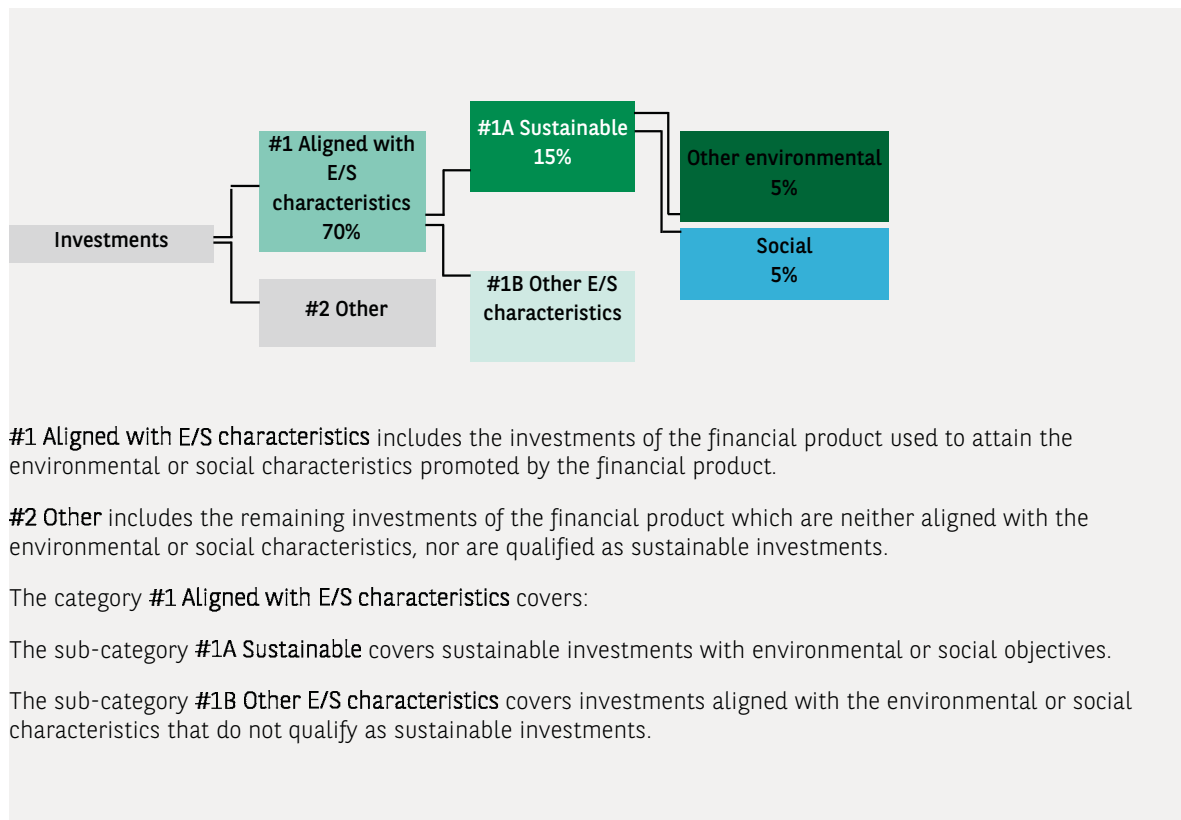 #1A Sustainable
15%
#1 Aligned with
E/S
characteristics
70%
Other environmental
5%
Investments
Social
5%
#1B Other E/S
characteristics
#2 Other
#1 Aligned with E/S characteristics includes the investments of the financial product used to attain the
environmental or social characteristics promoted by the financial product.
#2 Other includes the remaining investments of the financial product which are neither aligned with the
environmental or social characteristics, nor are qualified as sustainable investments.
The category #1 Aligned with E/S characteristics covers:
The sub-category #1A Sustainable covers sustainable investments with environmental or social objectives.
The sub-category #1B Other E/S characteristics covers investments aligned with the environmental or social
characteristics that do not qualify as sustainable investments.